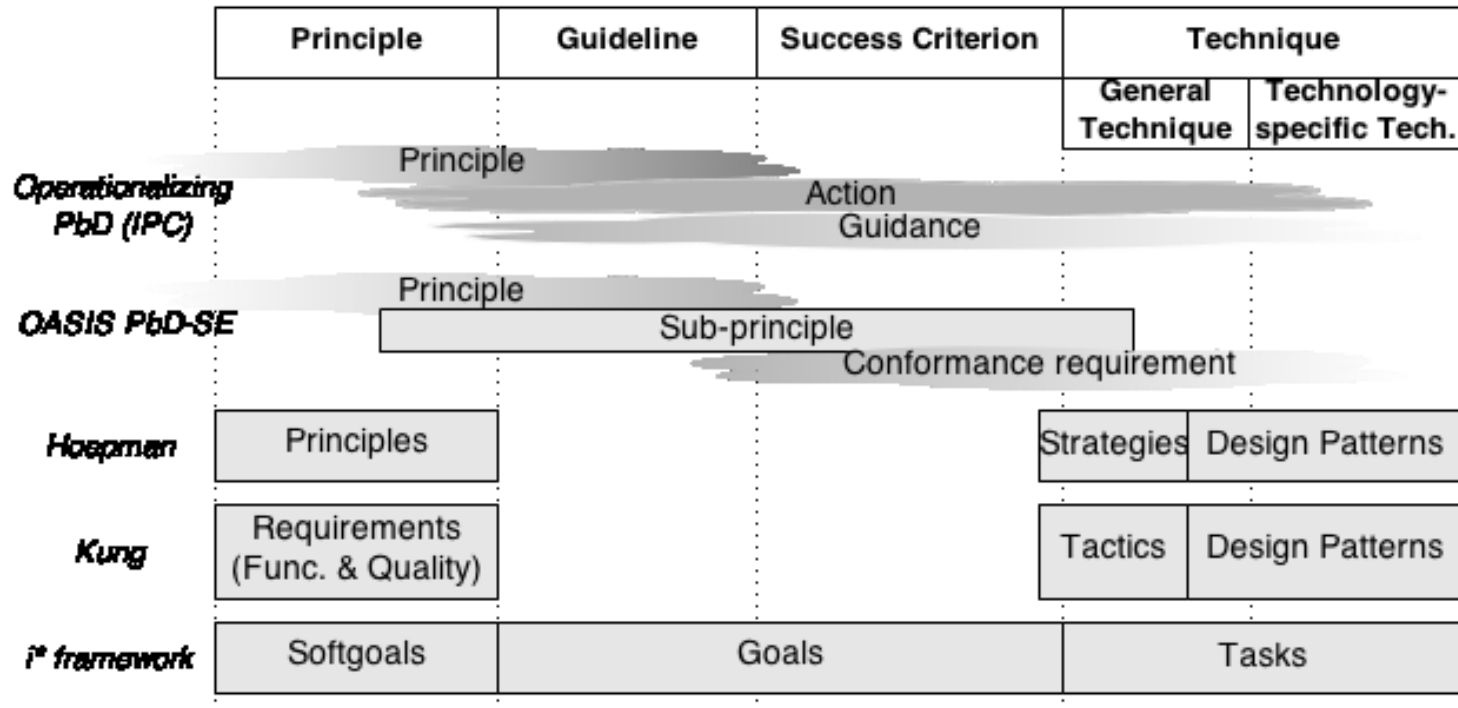 Principle Guideline Success Criterion Technique
General Technique Technology-specific Tech.
Operationalizing PbD (IPC)
Principle
Action
Guidance
OASIS PbD-SE
Principle
Sub-principle
Conformance requirement
Hoepman Principles Strategies Design Patterns
Kung Requirements (Func. & Quality) Tactics Design Patterns
i* framework Softgoals Goals Tasks